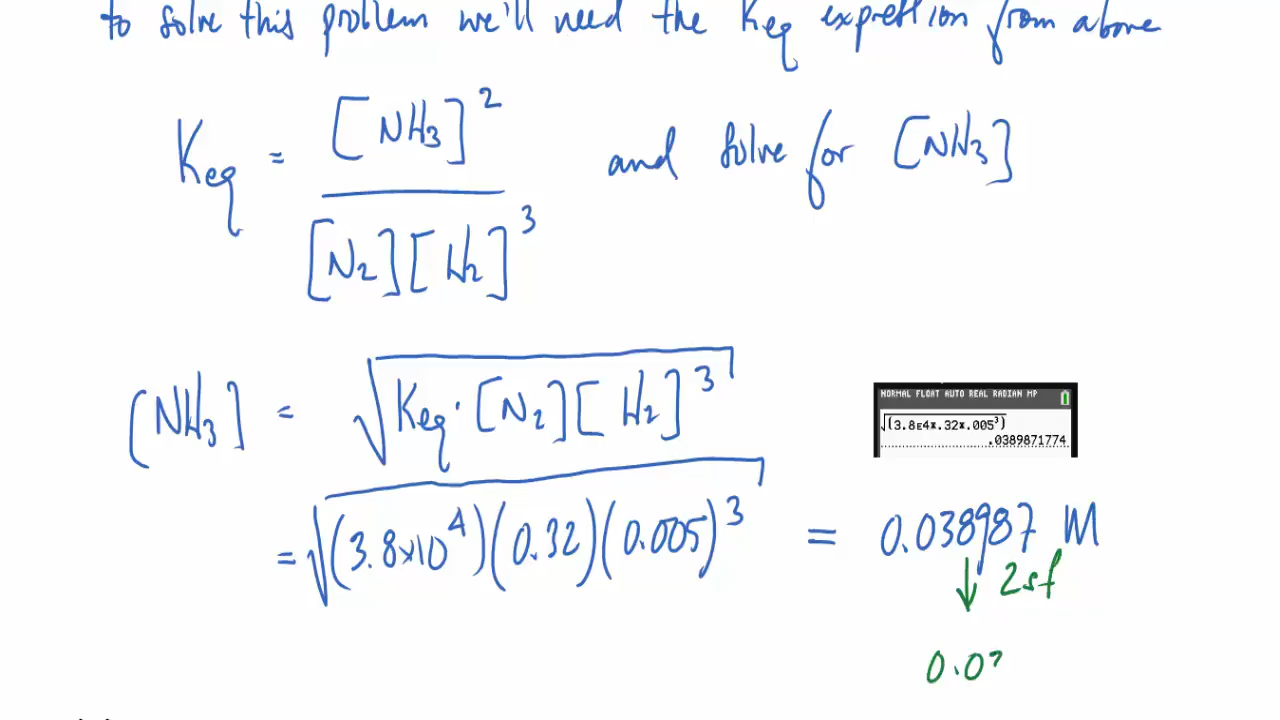 to solve this problem we'll need the Keq expression from above
Keq = [NH3]^2 / [N2][H2]^3 and solve for [NH3]
[NH3] = √Keq·[N2][H2]^3
NORMAL FLOAT AUTO REAL RADIAN MP
√(3.8E4*.32*.005^3)
.0389871774
= √(3.8×10^4)(0.32)(0.005)^3 = 0.038987 M
↓ 2sf
0.0